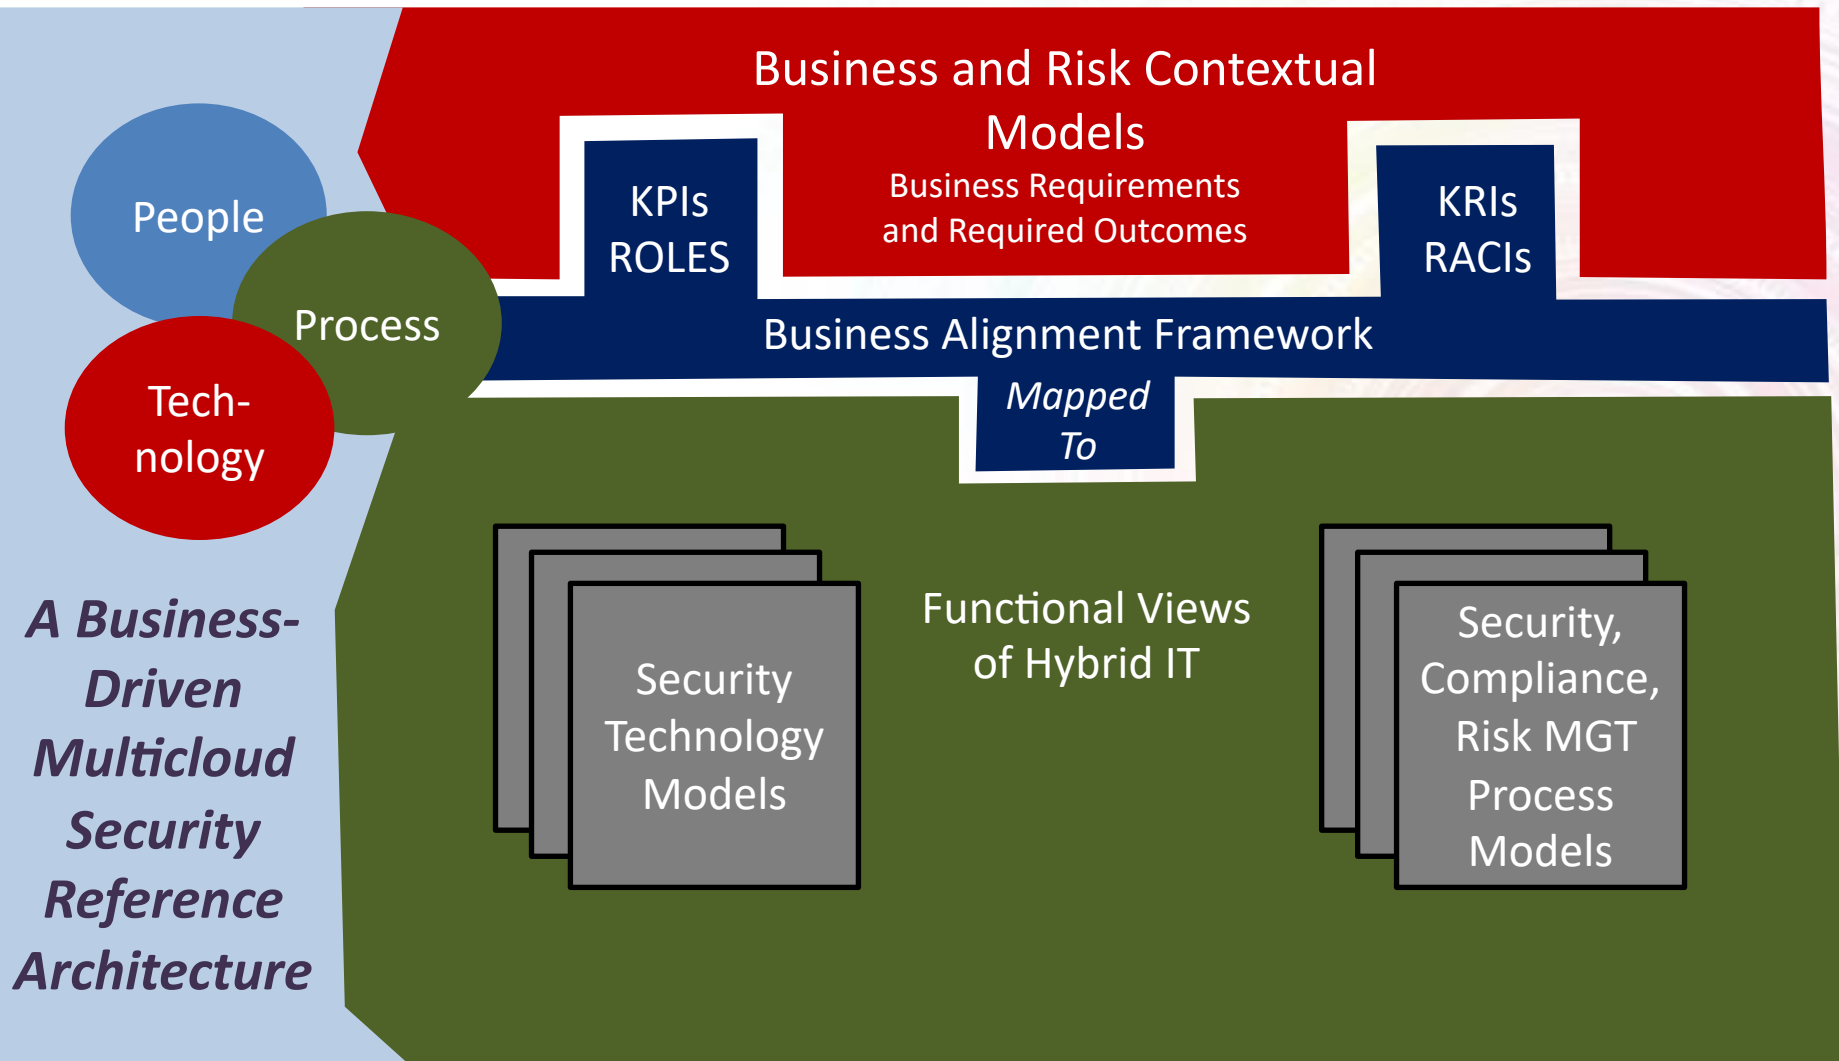 Business and Risk Contextual
Models
Business Requirements
and Required Outcomes
KPIs
ROLES
KRIs
RACIs
People
Process
Tech-
nology
Business Alignment Framework
Mapped
To
Functional Views
of Hybrid IT
Security
Technology
Models
Security,
Compliance,
Risk MGT
Process
Models
A Business-
Driven
Multicloud
Security
Reference
Architecture